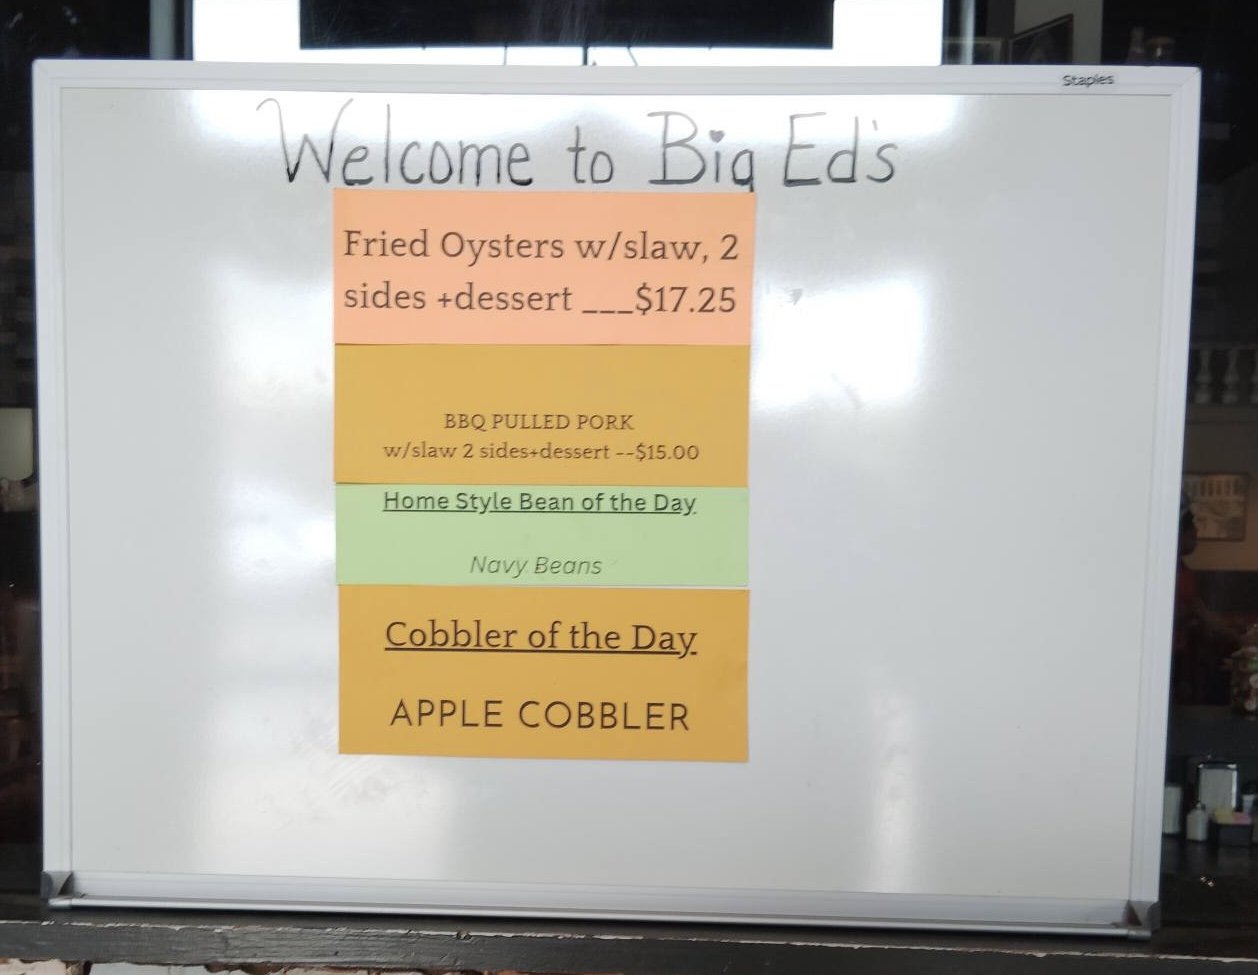 Staples
Welcome to Big Ed's
Fried Oysters w/slaw, 2
sides +dessert ___$17.25
BBQ PULLED PORK
w/slaw 2 sides+dessert --$15.00
Home Style Bean of the Day
Navy Beans
Cobbler of the Day
APPLE COBBLER